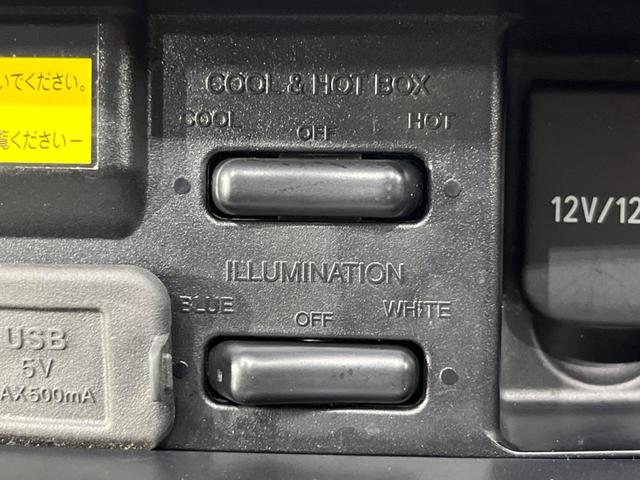 いでください。
覧くださいー
COOL & HOT BOX
COOL OFF HOT
12V/12
ILLUMINATION
BLUE OFF WHITE
USB
5V
AX500mA